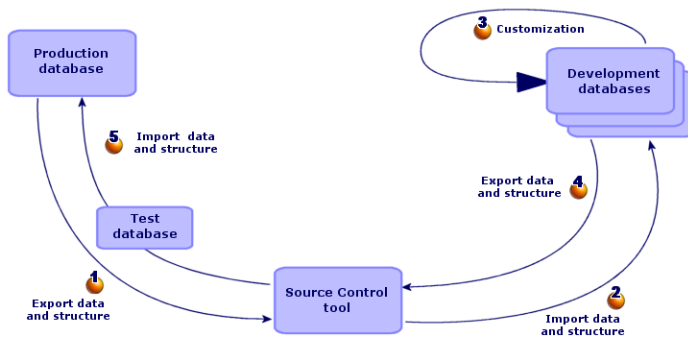 3 Customization
Production
database
Development
databases
5 Import data
and structure
Export data 4
and structure
Test
database
1
Export data
and structure
Source Control
tool
2
Import data
and structure